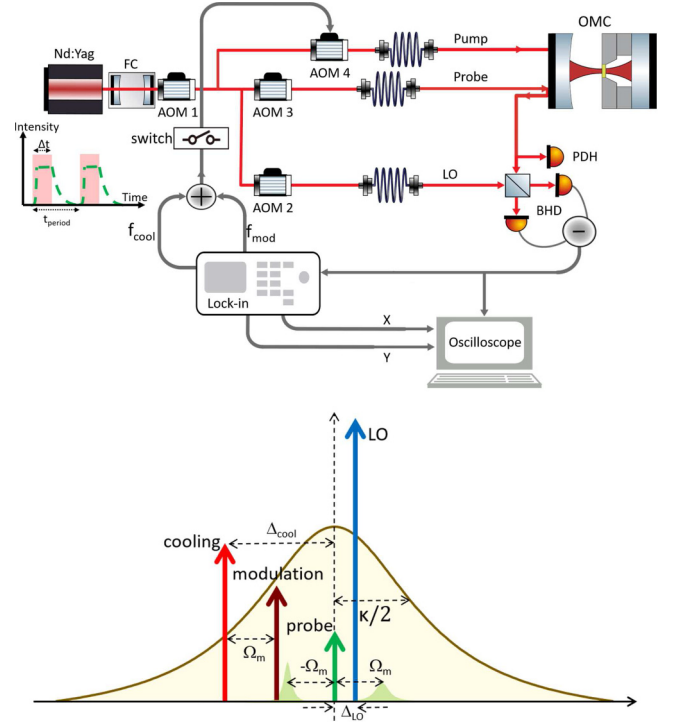 Nd:Yag
FC
AOM 1
AOM 4
Pump
OMC
AOM 3
Probe
Intensity
Δt
Time
t_period
switch
AOM 2
LO
PDH
BHD
+
−
f_cool
f_mod
Lock-in
X
Y
Oscilloscope
LO
Δ_cool
cooling
modulation
κ/2
probe
Ω_m
-Ω_m
Ω_m
Δ_LO